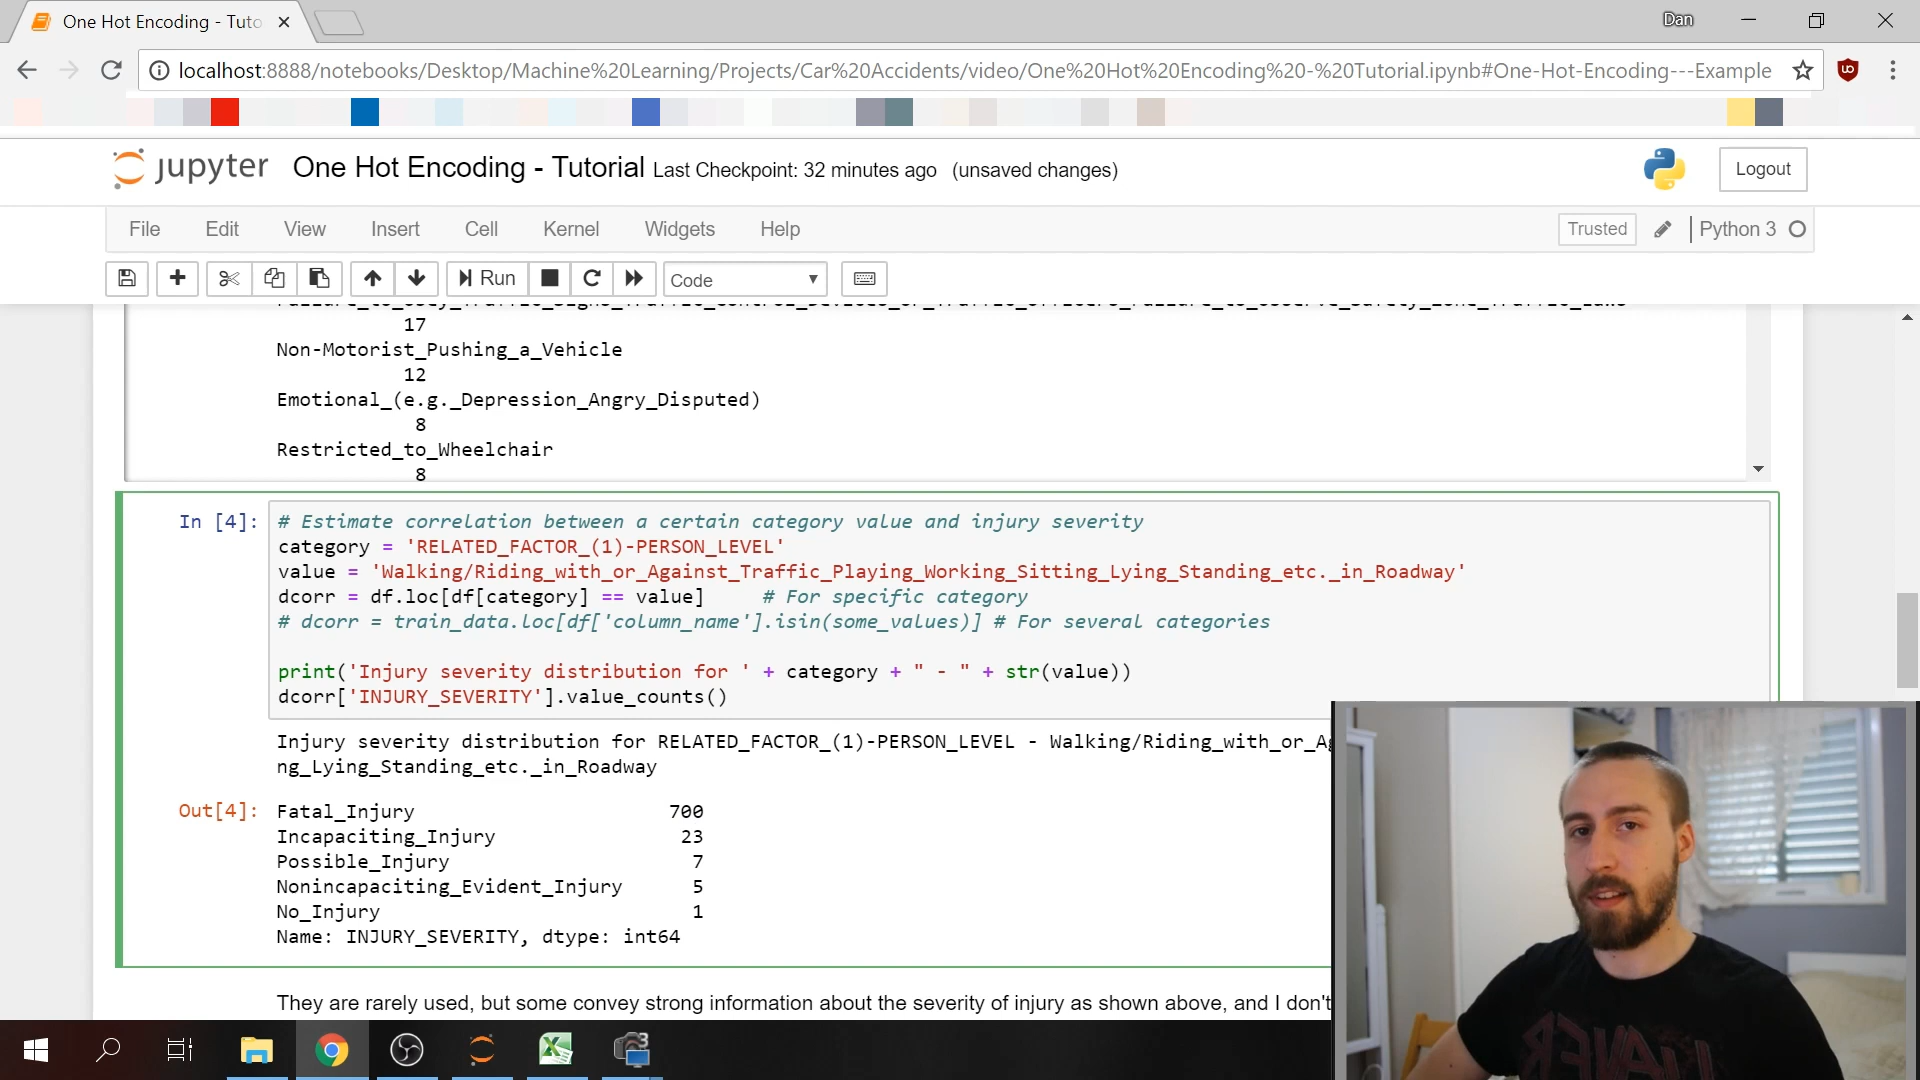 One Hot Encoding - Tuto
Dan
localhost:8888/notebooks/Desktop/Machine%20Learning/Projects/Car%20Accidents/video/One%20Hot%20Encoding%20-%20Tutorial.ipynb#One-Hot-Encoding---Example
jupyter One Hot Encoding - Tutorial Last Checkpoint: 32 minutes ago (unsaved changes)
Logout
File Edit View Insert Cell Kernel Widgets Help
Trusted
Python 3
Run
Code
17
Non-Motorist_Pushing_a_Vehicle
12
Emotional_(e.g._Depression_Angry_Disputed)
8
Restricted_to_Wheelchair
8
In [4]: # Estimate correlation between a certain category value and injury severity
category = 'RELATED_FACTOR_(1)-PERSON_LEVEL'
value = 'Walking/Riding_with_or_Against_Traffic_Playing_Working_Sitting_Lying_Standing_etc._in_Roadway'
dcorr = df.loc[df[category] == value] # For specific category
# dcorr = train_data.loc[df['column_name'].isin(some_values)] # For several categories
print('Injury severity distribution for ' + category + " - " + str(value))
dcorr['INJURY_SEVERITY'].value_counts()
Injury severity distribution for RELATED_FACTOR_(1)-PERSON_LEVEL - Walking/Riding_with_or_Ag
ng_Lying_Standing_etc._in_Roadway
Out[4]: Fatal_Injury 700
Incapaciting_Injury 23
Possible_Injury 7
Nonincapaciting_Evident_Injury 5
No_Injury 1
Name: INJURY_SEVERITY, dtype: int64
They are rarely used, but some convey strong information about the severity of injury as shown above, and I don't